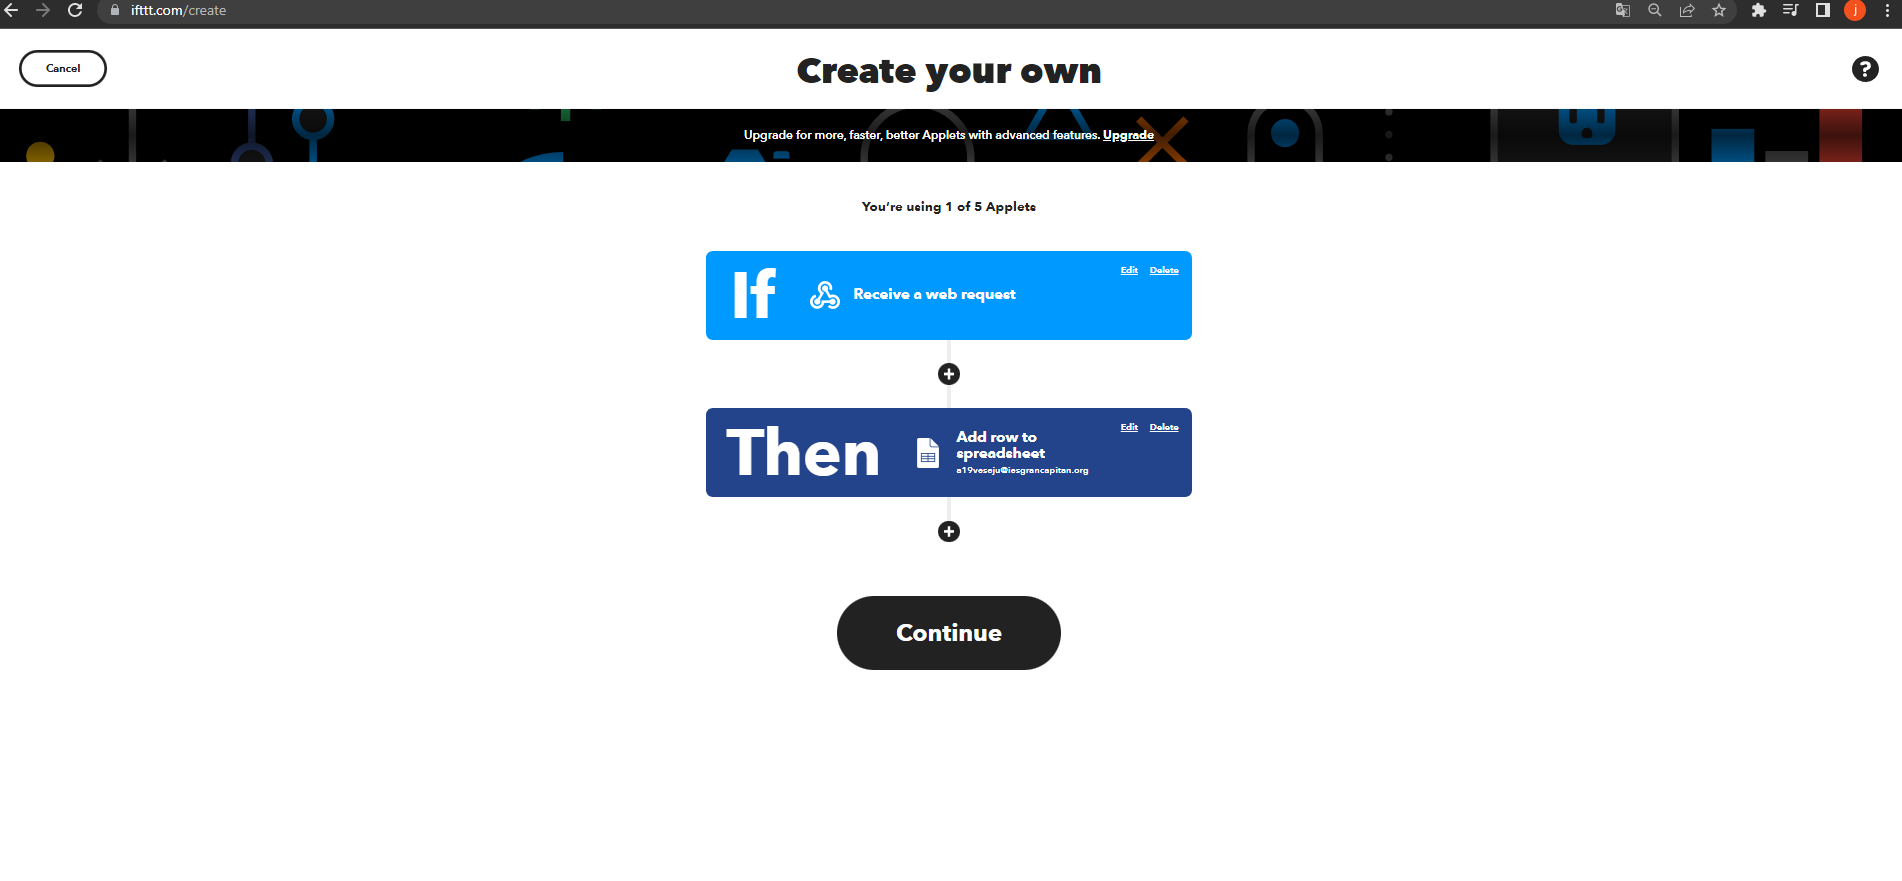 ifttt.com/create
j
Cancel
Create your own
?
Upgrade for more, faster, better Applets with advanced features. Upgrade
You're using 1 of 5 Applets
If
Receive a web request
Edit Delete
Then
Add row to
spreadsheet
a19veseju@iesgrancapitan.org
Edit Delete
Continue